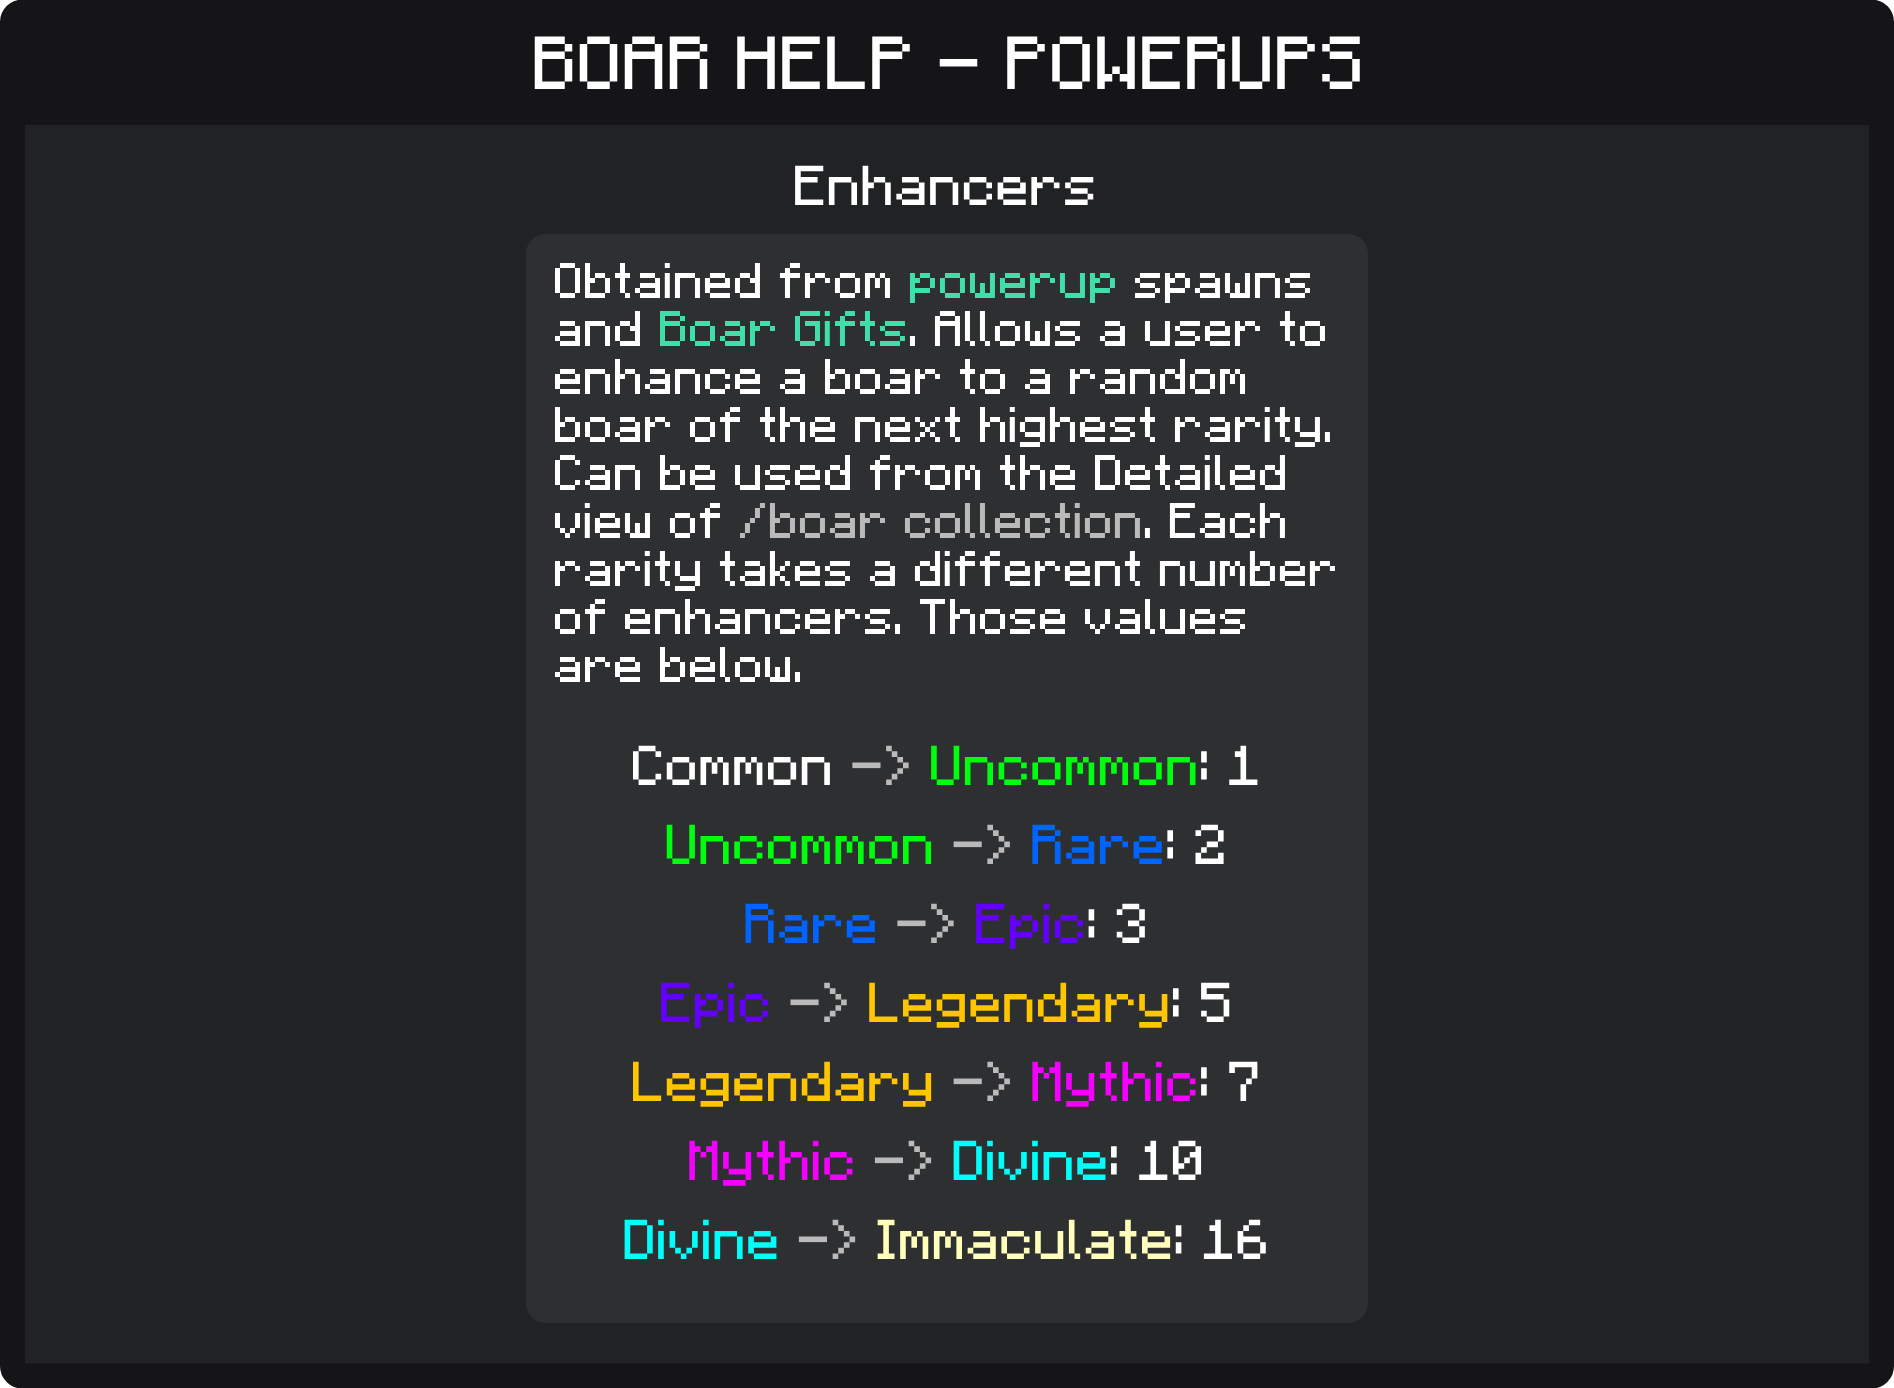 BOAR HELP - POWERUPS
Enhancers
Obtained from powerup spawns
and Boar Gifts. Allows a user to
enhance a boar to a random
boar of the next highest rarity.
Can be used from the Detailed
view of /boar collection. Each
rarity takes a different number
of enhancers. Those values
are below.
Common -> Uncommon: 1
Uncommon -> Rare: 2
Rare -> Epic: 3
Epic -> Legendary: 5
Legendary -> Mythic: 7
Mythic -> Divine: 10
Divine -> Immaculate: 16